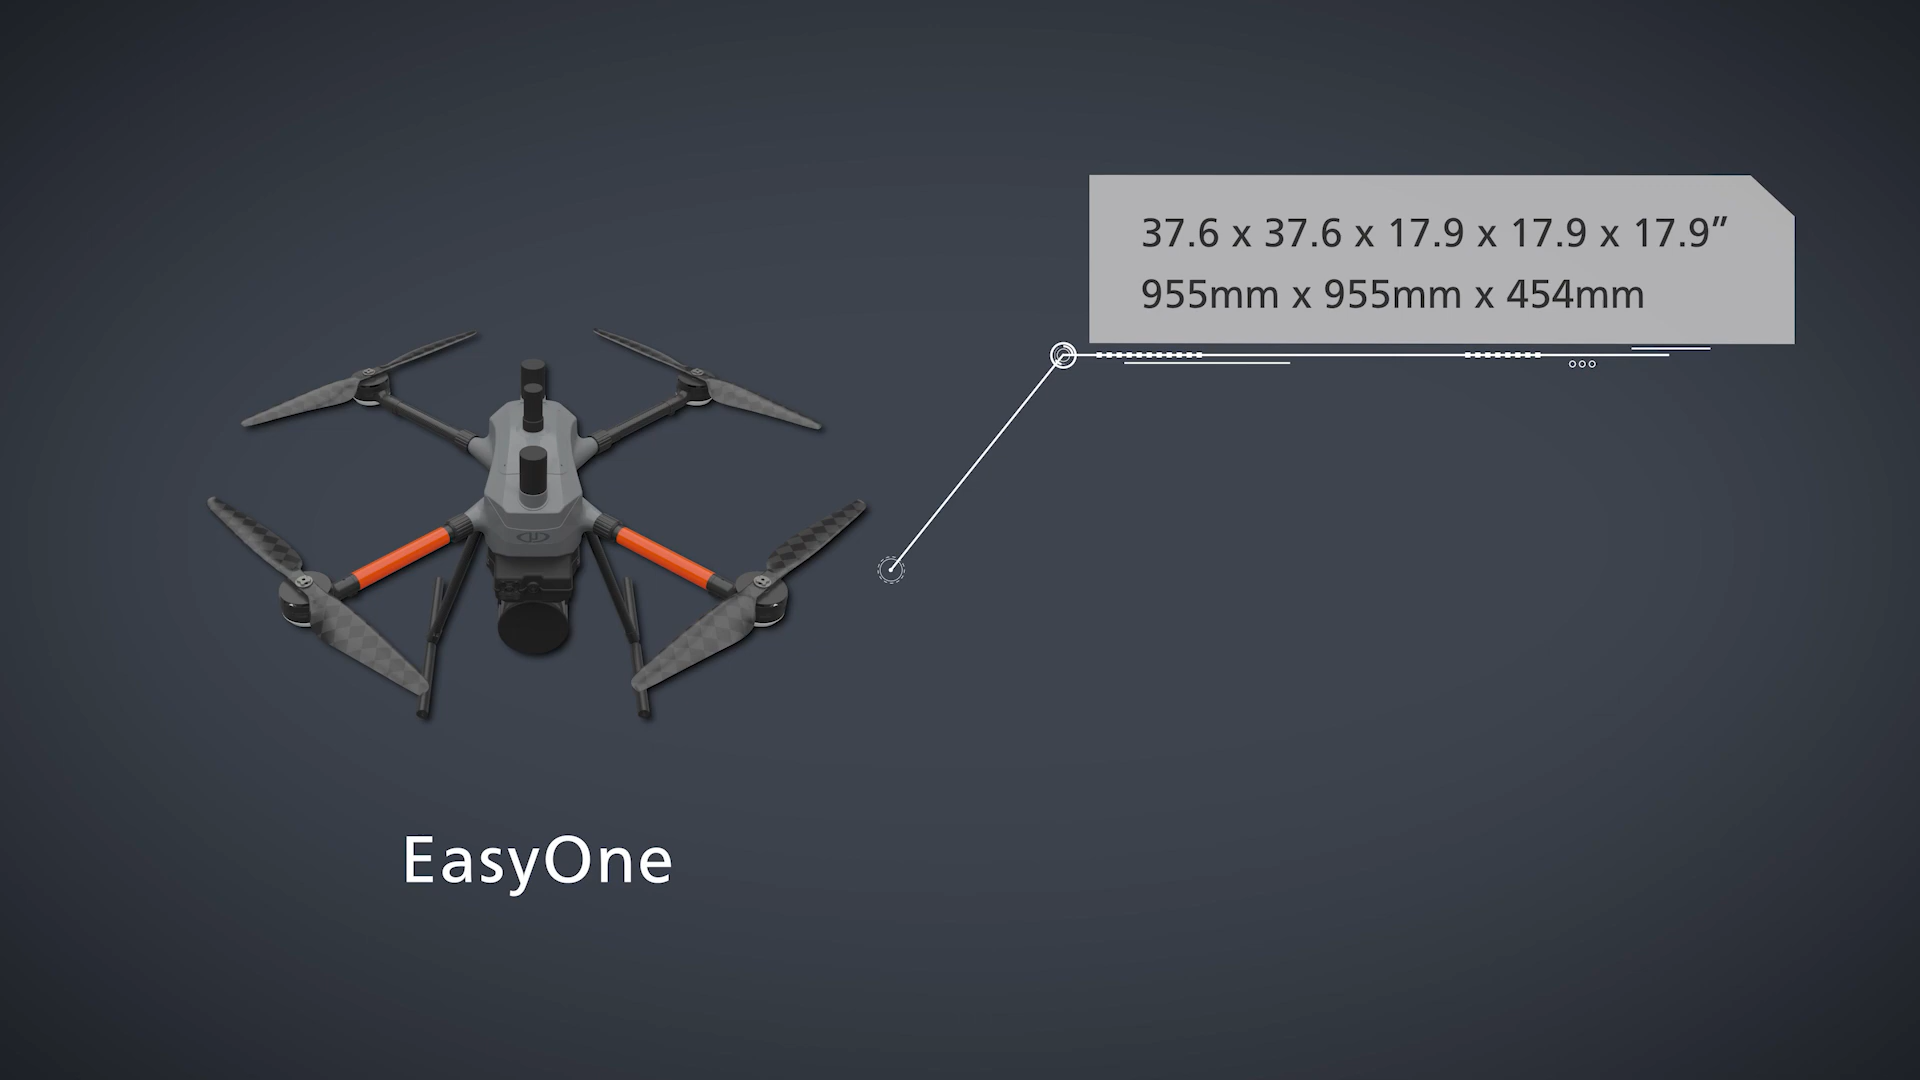 37.6 x 37.6 x 17.9 x 17.9 x 17.9”
955mm x 955mm x 454mm
EasyOne